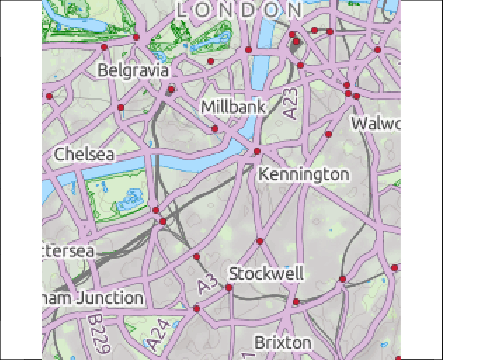 LONDON
Belgravia
Millbank
A23
Walwo
Chelsea
Kennington
ttersea
Stockwell
A3
ham Junction
B229
A24
Brixton